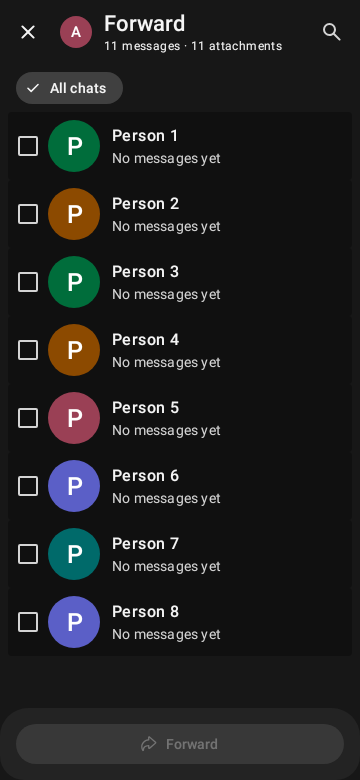 A
Forward
11 messages · 11 attachments
All chats
P
Person 1
No messages yet
P
Person 2
No messages yet
P
Person 3
No messages yet
P
Person 4
No messages yet
P
Person 5
No messages yet
P
Person 6
No messages yet
P
Person 7
No messages yet
P
Person 8
No messages yet
Forward